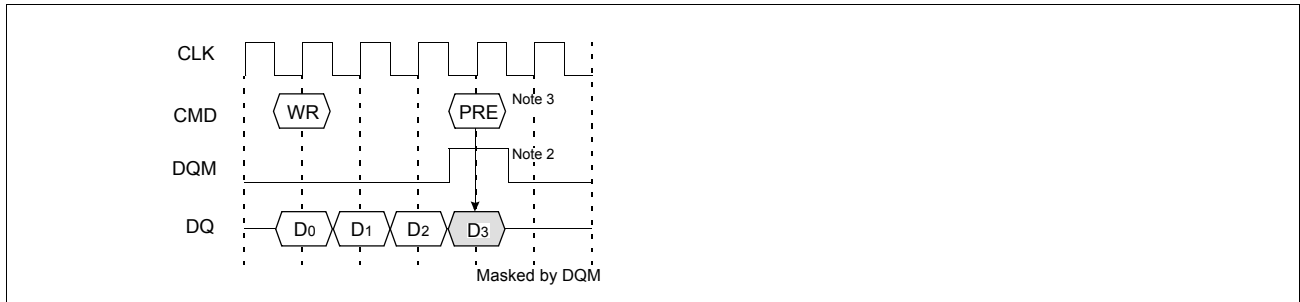 CLK
CMD WR PRE Note 3
DQM Note 2
DQ D0 D1 D2 D3
Masked by DQM